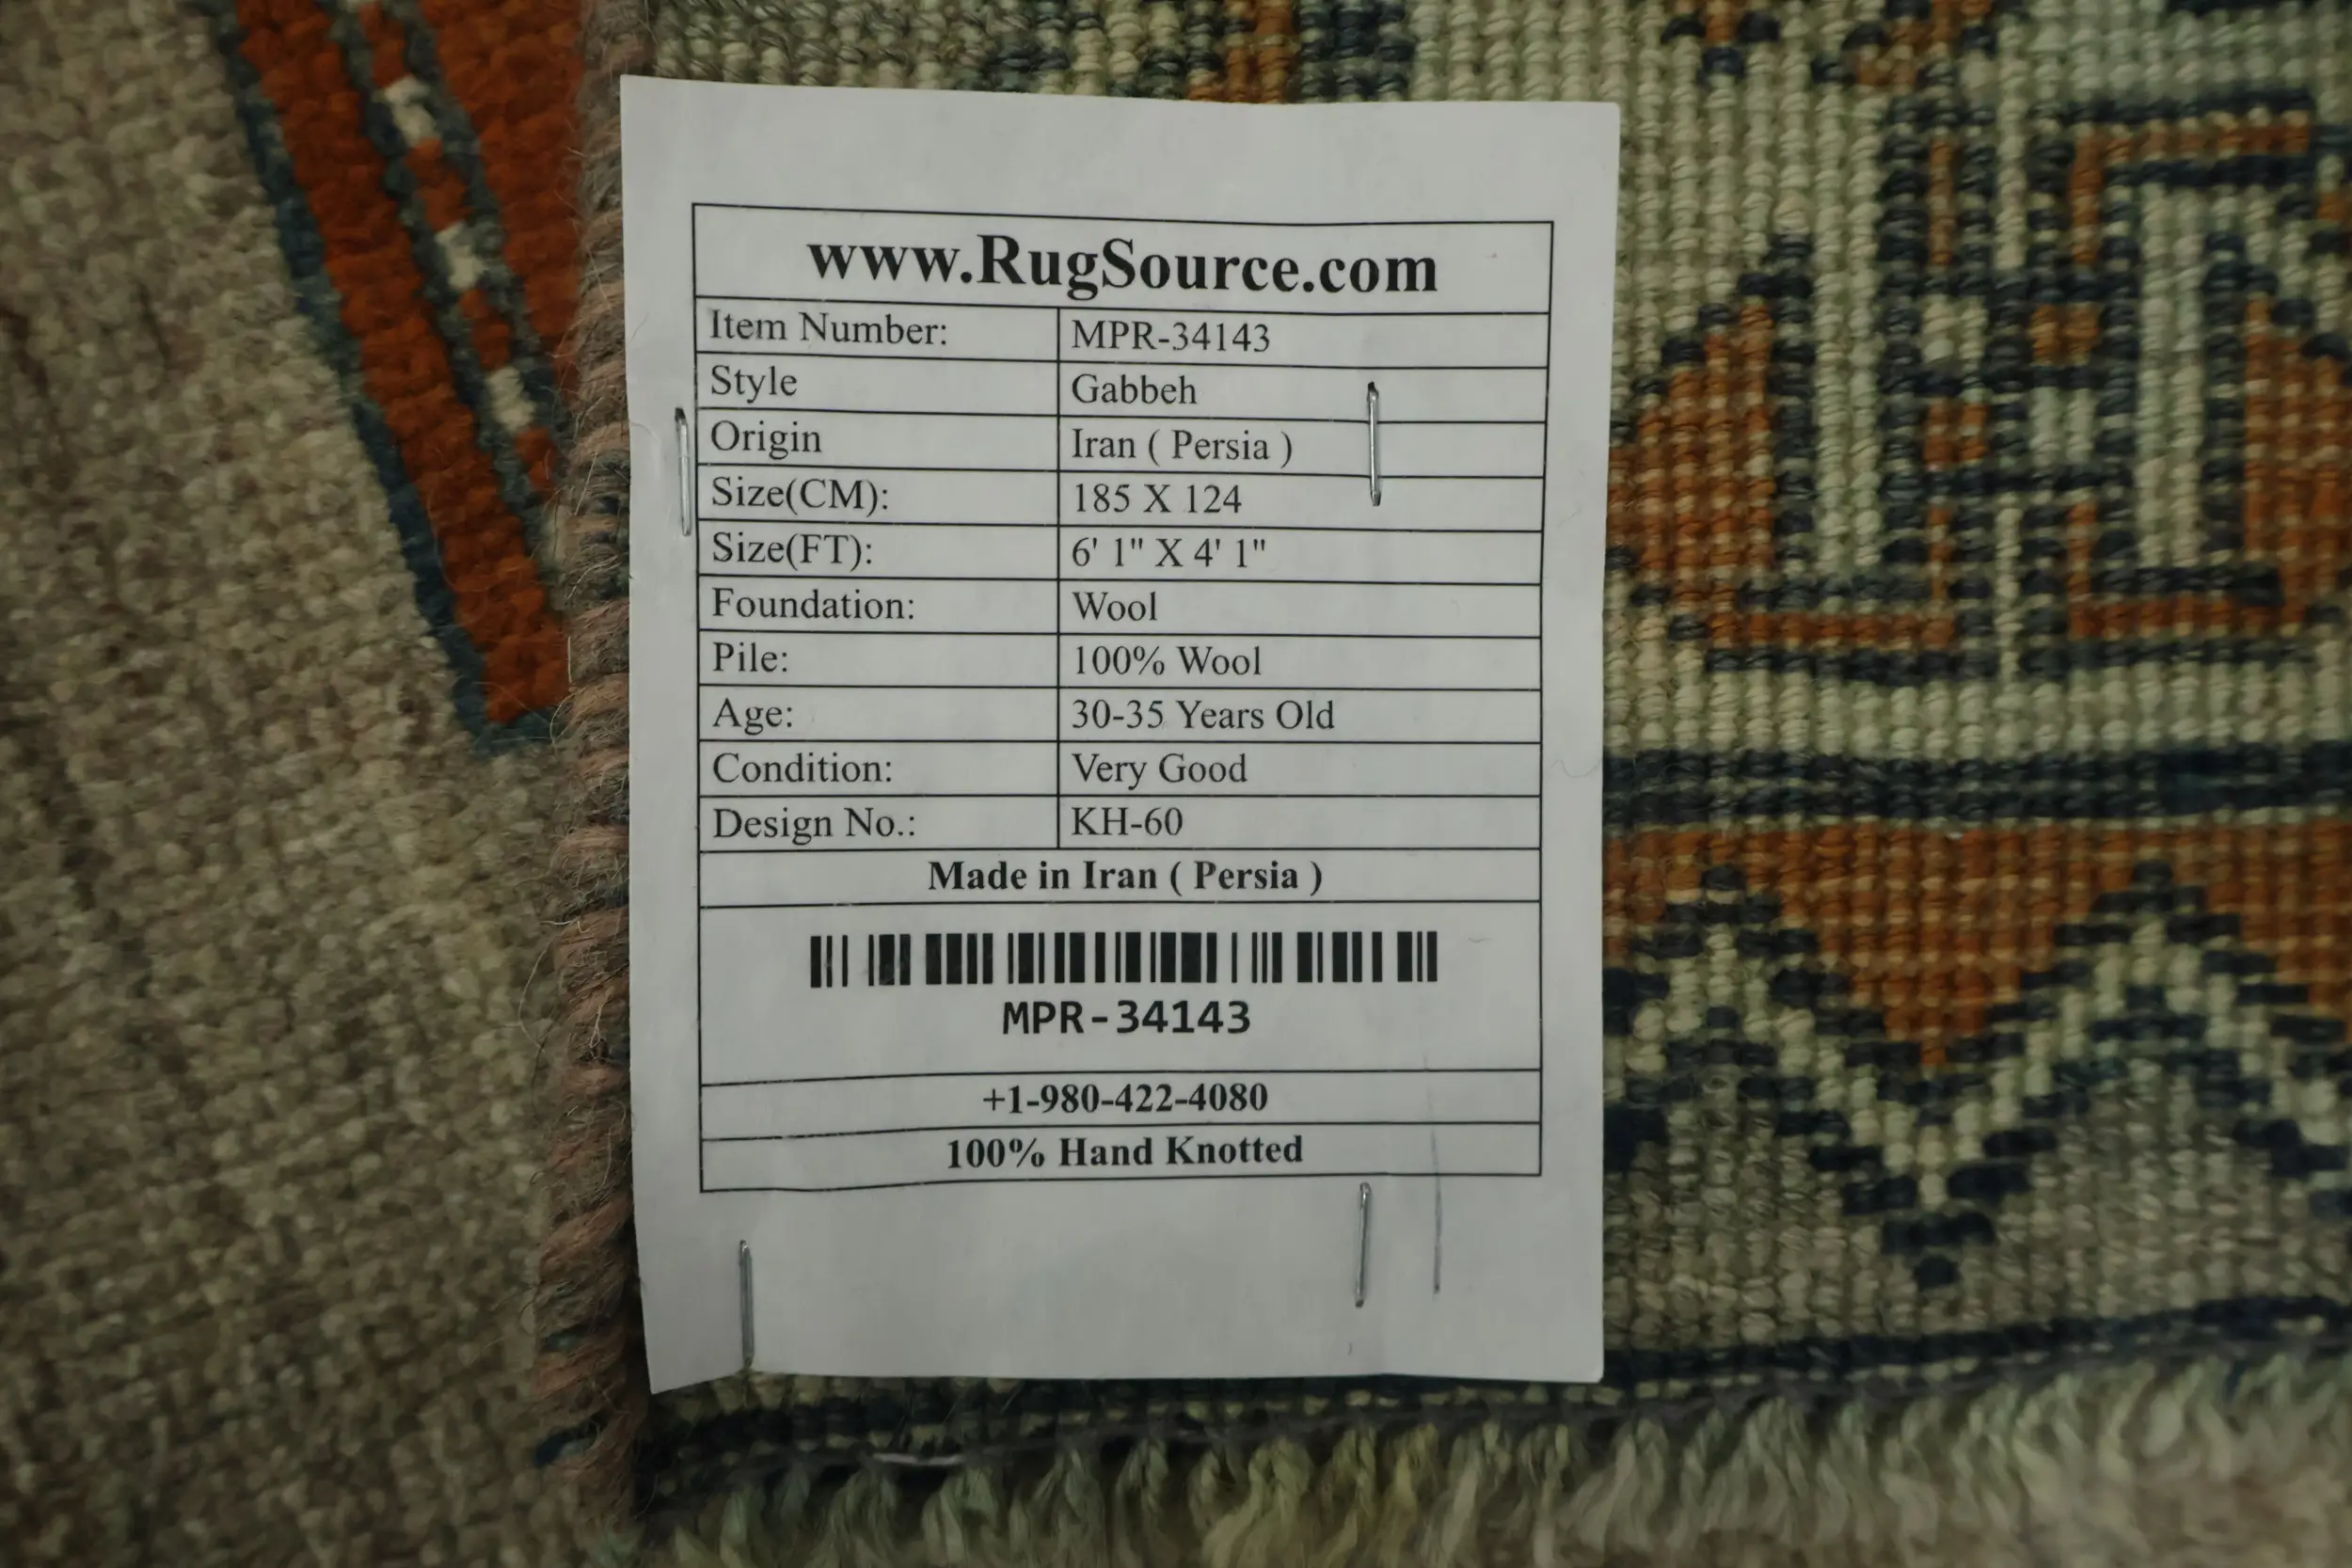 www.RugSource.com
Item Number: MPR-34143
Style Gabbeh
Origin Iran ( Persia )
Size(CM): 185 X 124
Size(FT): 6' 1" X 4' 1"
Foundation: Wool
Pile: 100% Wool
Age: 30-35 Years Old
Condition: Very Good
Design No.: KH-60
Made in Iran ( Persia )
MPR-34143
+1-980-422-4080
100% Hand Knotted